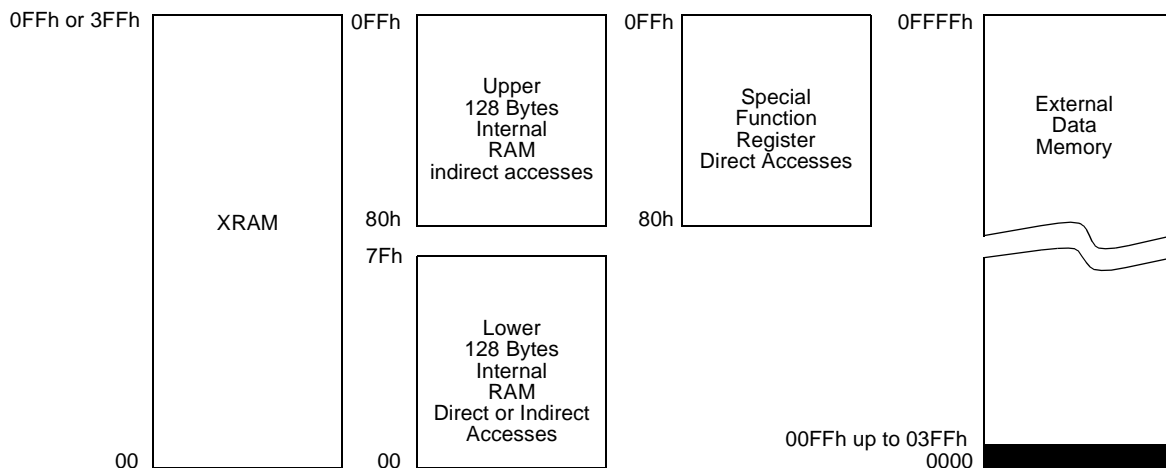 0FFh or 3FFh
XRAM
00
0FFh
Upper
128 Bytes
Internal
RAM
indirect accesses
80h
7Fh
Lower
128 Bytes
Internal
RAM
Direct or Indirect
Accesses
00
0FFh
Special
Function
Register
Direct Accesses
80h
0FFFFh
External
Data
Memory
00FFh up to 03FFh
0000